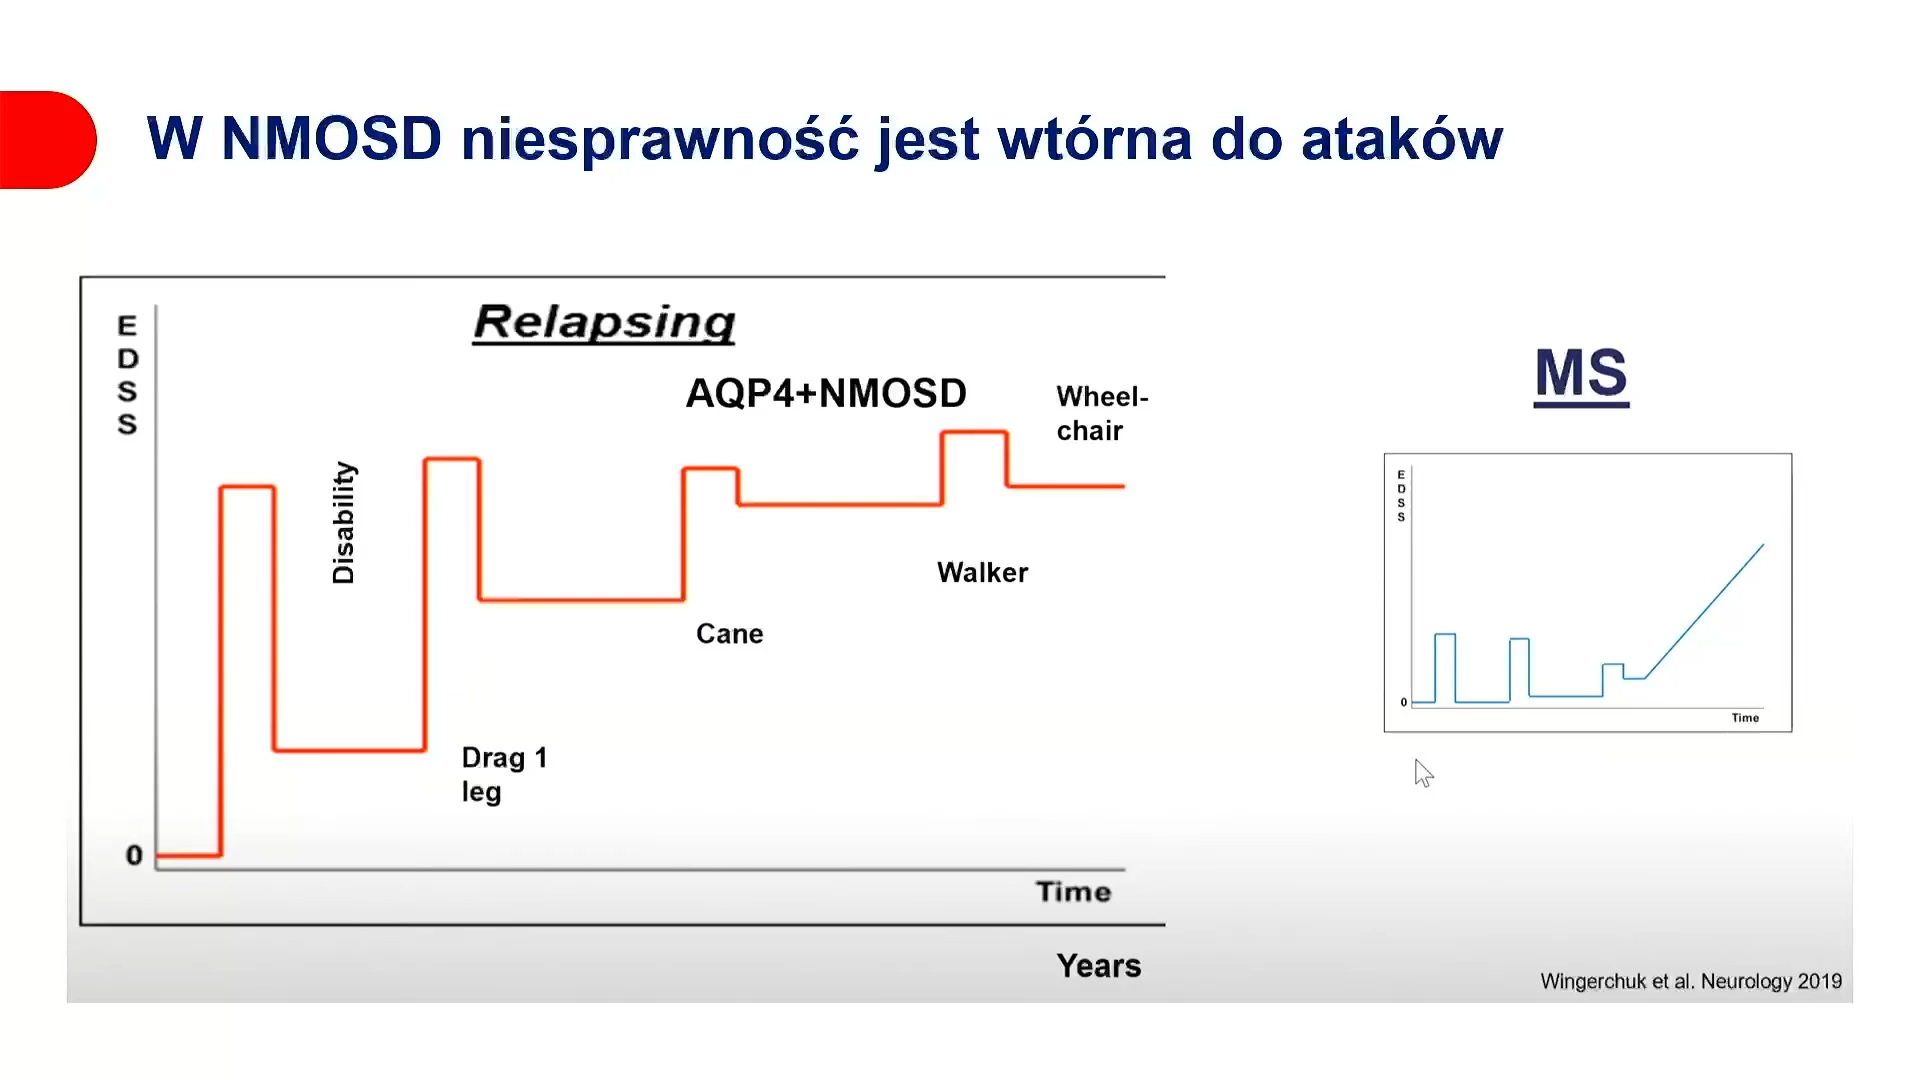 W NMOSD niesprawność jest wtórna do ataków
E
D
S
S
Relapsing
AQP4+NMOSD
Wheel-
chair
Disability
Walker
Cane
Drag 1
leg
0
Time
Years
MS
E
D
S
S
0
Time
Wingerchuk et al. Neurology 2019